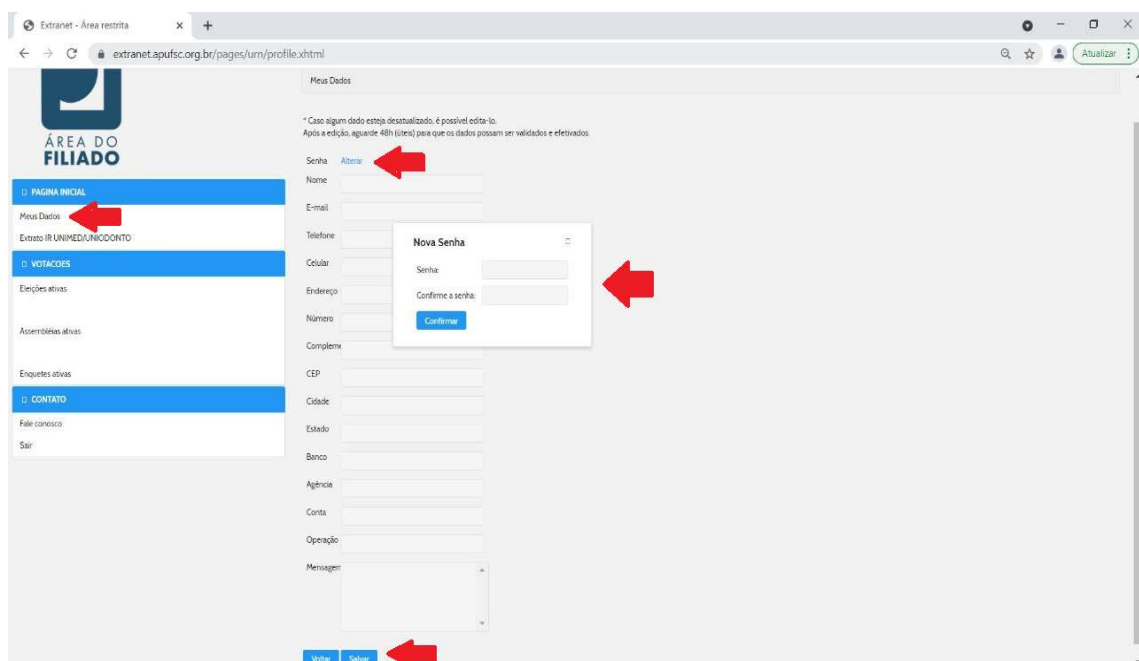 Extranet - Área restrita
extranet.apufsc.org.br/pages/urn/profile.xhtml
Atualizar
ÁREA DO
FILIADO
PAGINA INICIAL
Meus Dados
Extrato IR UNIMED/UNIODONTO
VOTACOES
Eleições ativas
Assembléias ativas
Enquetes ativas
CONTATO
Fale conosco
Sair
Meus Dados
* Caso algum dado esteja desatualizado, é possível edita-lo.
Após a edição, aguarde 48h (úteis) para que os dados possam ser validados e efetivados.
Senha Alterar
Nome
E-mail
Telefone
Celular
Endereço
Número
Compleme
CEP
Cidade
Estado
Banco
Agência
Conta
Operação
Mensagem
Voltar Salvar
Nova Senha
Senha:
Confirme a senha:
Confirmar